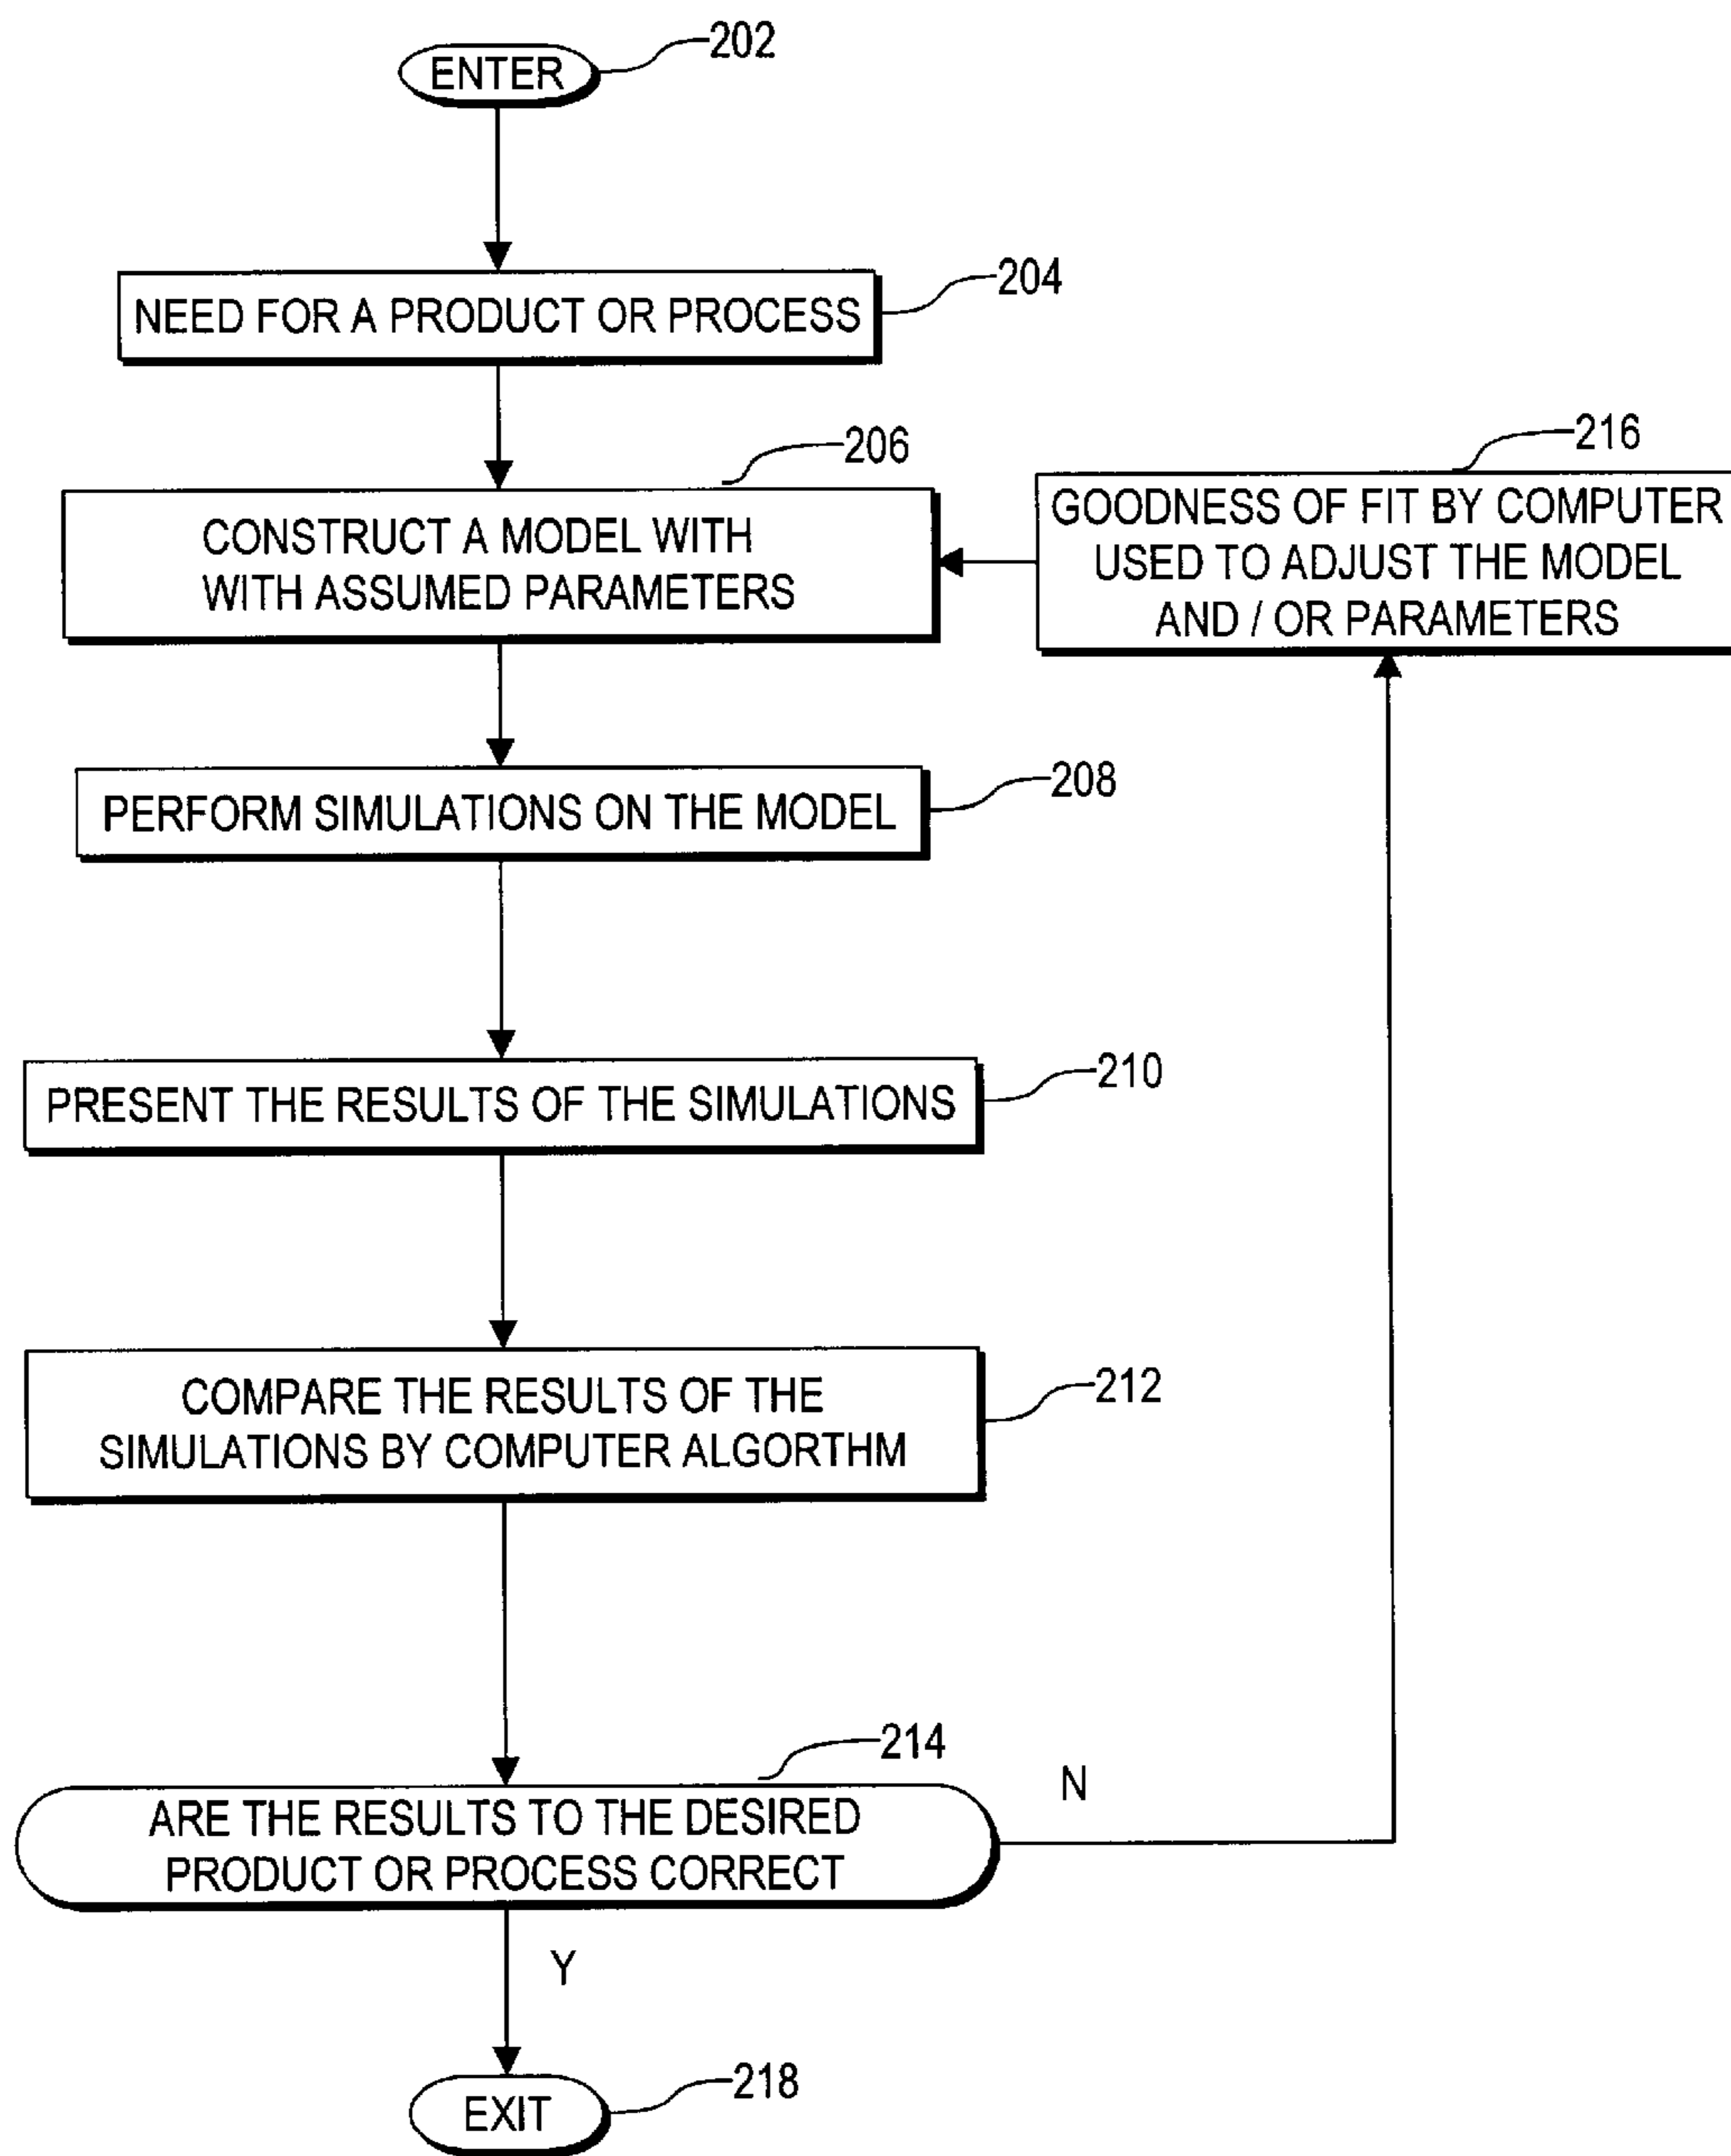 202
ENTER
204
NEED FOR A PRODUCT OR PROCESS
206
CONSTRUCT A MODEL WITH
WITH ASSUMED PARAMETERS
216
GOODNESS OF FIT BY COMPUTER
USED TO ADJUST THE MODEL
AND / OR PARAMETERS
208
PERFORM SIMULATIONS ON THE MODEL
210
PRESENT THE RESULTS OF THE SIMULATIONS
212
COMPARE THE RESULTS OF THE
SIMULATIONS BY COMPUTER ALGORTHM
214
N
ARE THE RESULTS TO THE DESIRED
PRODUCT OR PROCESS CORRECT
Y
218
EXIT